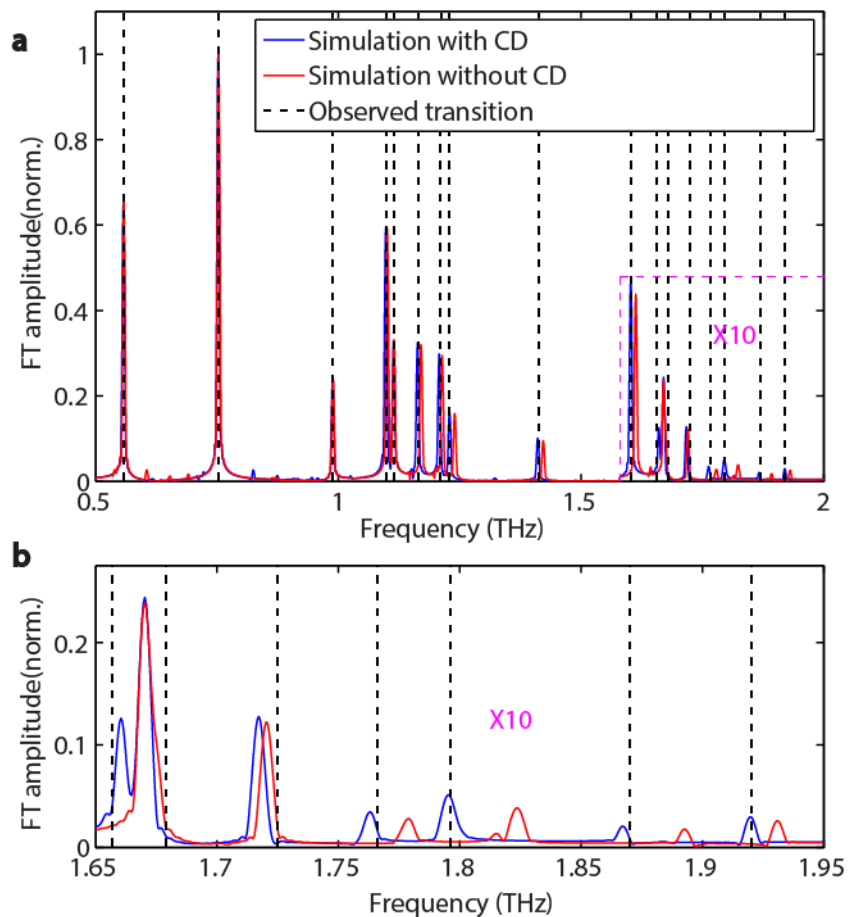 a
Simulation with CD
Simulation without CD
Observed transition
FT amplitude(norm.)
1
0.8
0.6
0.4
0.2
0
X10
0.5 1 1.5 2
Frequency (THz)
b
FT amplitude(norm.)
0.2
0.1
0
X10
1.65 1.7 1.75 1.8 1.85 1.9 1.95
Frequency (THz)